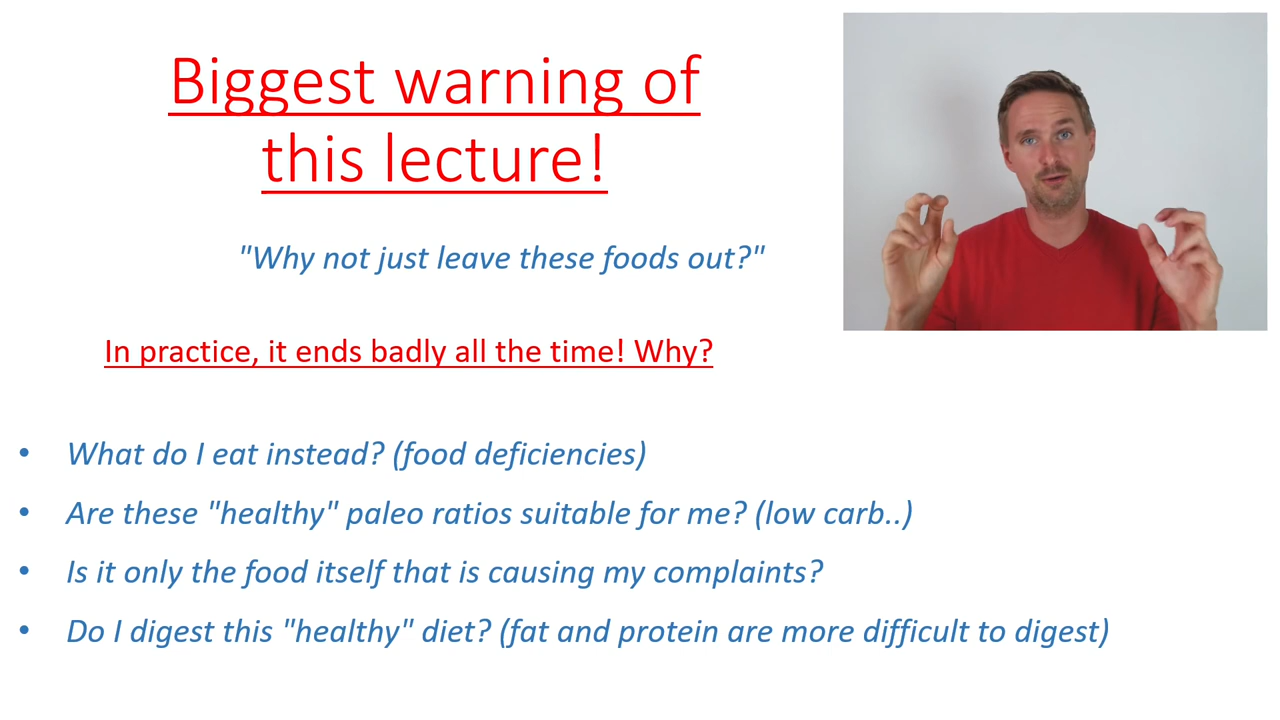 Biggest warning of
this lecture!
"Why not just leave these foods out?"
In practice, it ends badly all the time! Why?
• What do I eat instead? (food deficiencies)
• Are these "healthy" paleo ratios suitable for me? (low carb..)
• Is it only the food itself that is causing my complaints?
• Do I digest this "healthy" diet? (fat and protein are more difficult to digest)